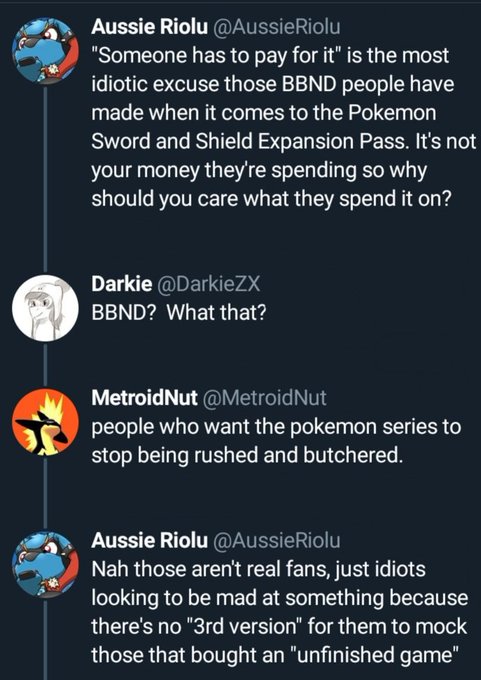 Aussie Riolu @AussieRiolu
"Someone has to pay for it" is the most
idiotic excuse those BBND people have
made when it comes to the Pokemon
Sword and Shield Expansion Pass. It's not
your money they're spending so why
should you care what they spend it on?
Darkie @DarkieZX
BBND? What that?
MetroidNut @MetroidNut
people who want the pokemon series to
stop being rushed and butchered.
Aussie Riolu @AussieRiolu
Nah those aren't real fans, just idiots
looking to be mad at something because
there's no "3rd version" for them to mock
those that bought an "unfinished game"